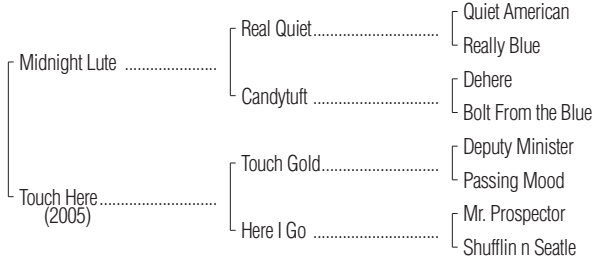 Quiet American
Real Quiet
Really Blue
Midnight Lute
Dehere
Candytuft
Bolt From the Blue
Deputy Minister
Touch Gold
Passing Mood
Touch Here
(2005)
Mr. Prospector
Here I Go
Shufflin n Seatle